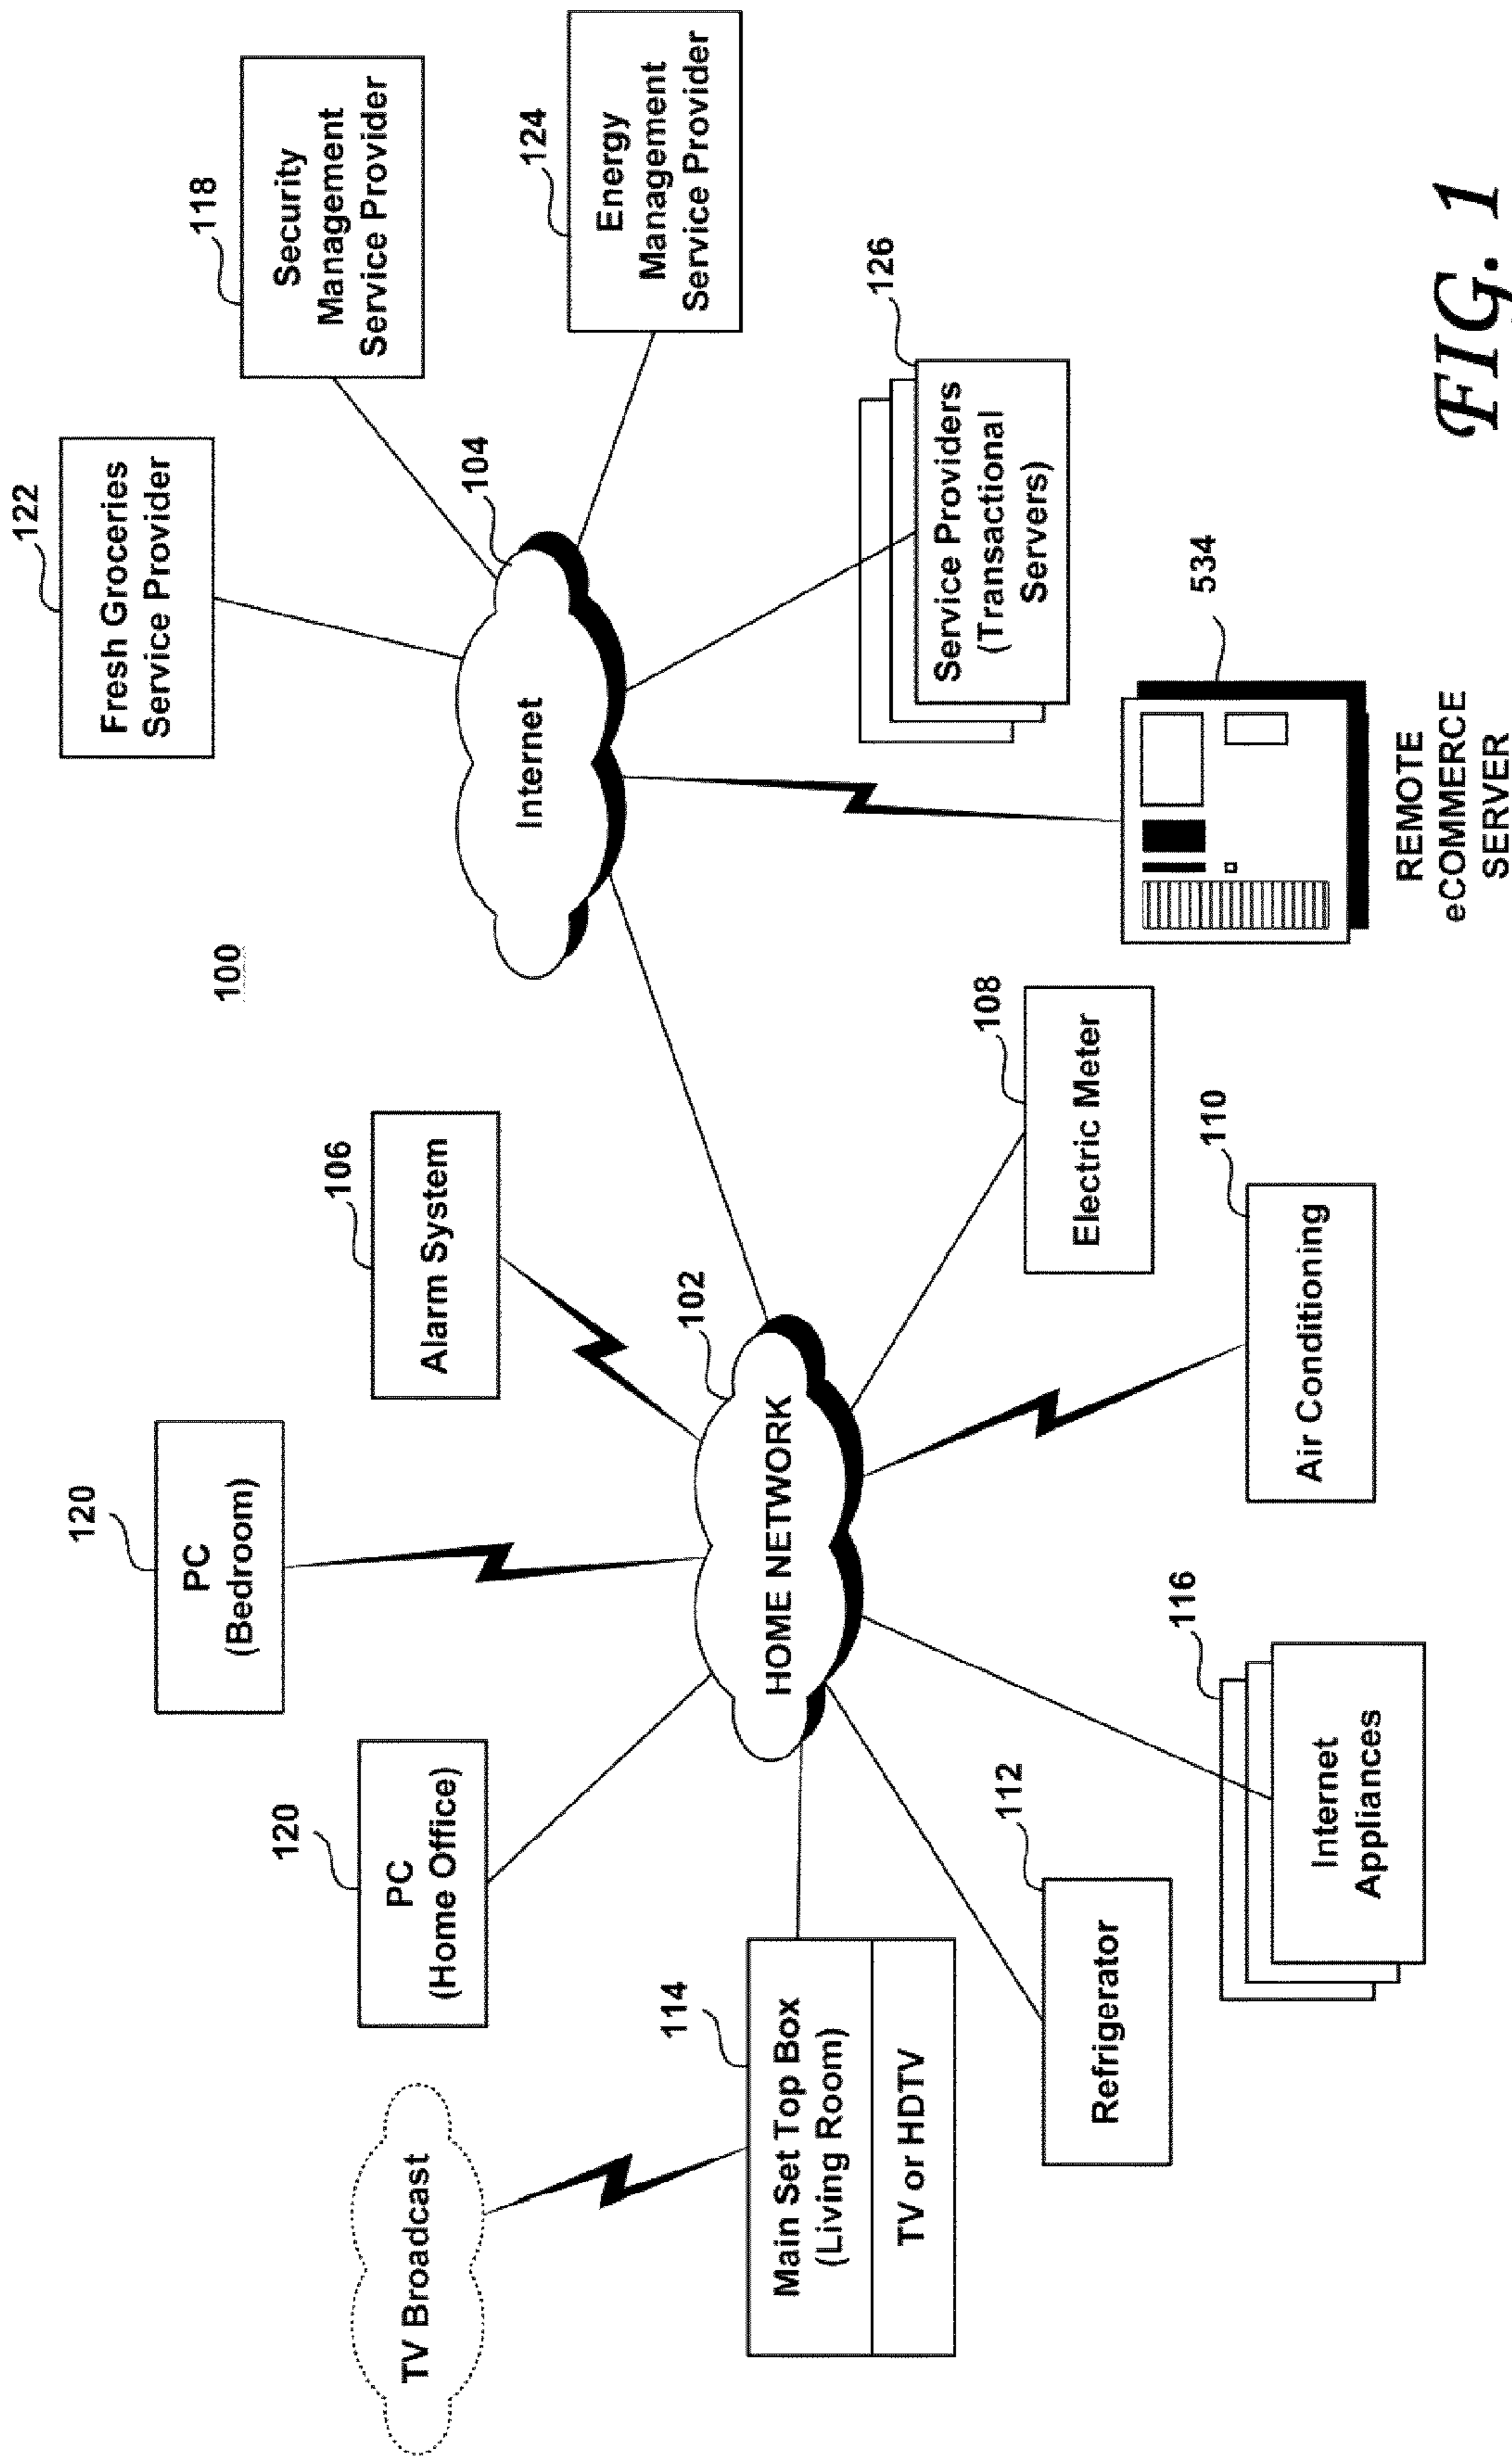 100
TV Broadcast
120
PC
(Home Office)
120
PC
(Bedroom)
106
Alarm System
122
Fresh Groceries
Service Provider
118
Security
Management
Service Provider
104
Internet
124
Energy
Management
Service Provider
114
Main Set Top Box
(Living Room)
TV or HDTV
102
HOME NETWORK
126
Service Providers
(Transactional
Servers)
112
Refrigerator
116
Internet
Appliances
110
Air Conditioning
108
Electric Meter
534
REMOTE
eCOMMERCE
SERVER
FIG. 1